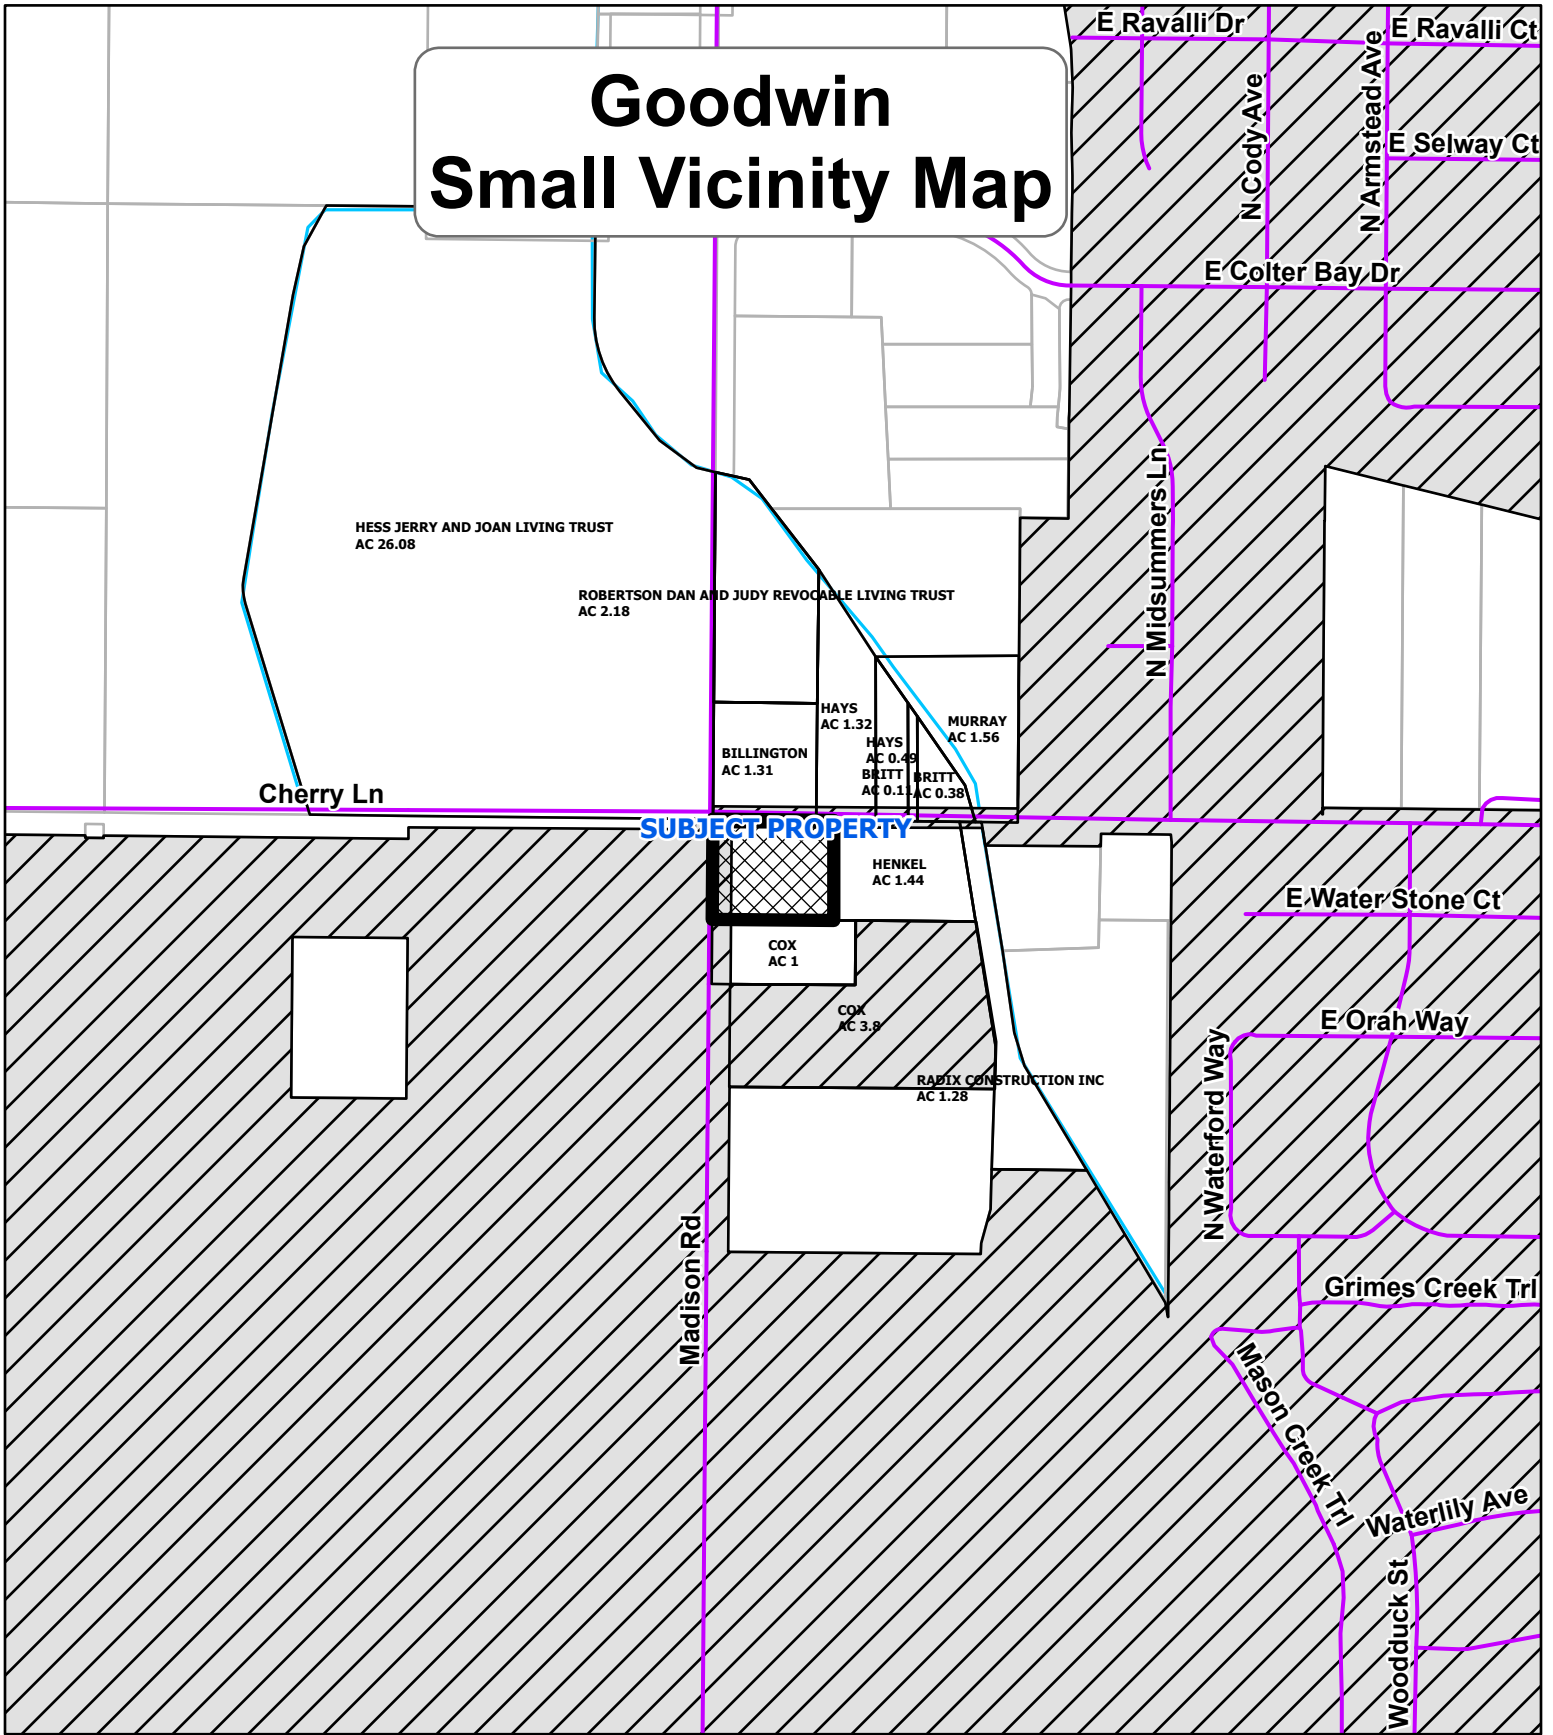 Goodwin
Small Vicinity Map
E Ravalli Dr
E Ravalli Ct
N Cody Ave
N Armstead Ave
E Selway Ct
E Colter Bay Dr
N Midsummers Ln
HESS JERRY AND JOAN LIVING TRUST
AC 26.08
ROBERTSON DAN AND JUDY REVOCABLE LIVING TRUST
AC 2.18
HAYS
AC 1.32
MURRAY
AC 1.56
HAYS
AC 0.49
BILLINGTON
AC 1.31
BRITT
AC 0.11
BRITT
AC 0.38
Cherry Ln
SUBJECT PROPERTY
HENKEL
AC 1.44
COX
AC 1
COX
AC 3.8
RADIX CONSTRUCTION INC
AC 1.28
E Water Stone Ct
E Orah Way
N Waterford Way
Madison Rd
Grimes Creek Trl
Mason Creek Trl
Waterlily Ave
Woodduck St